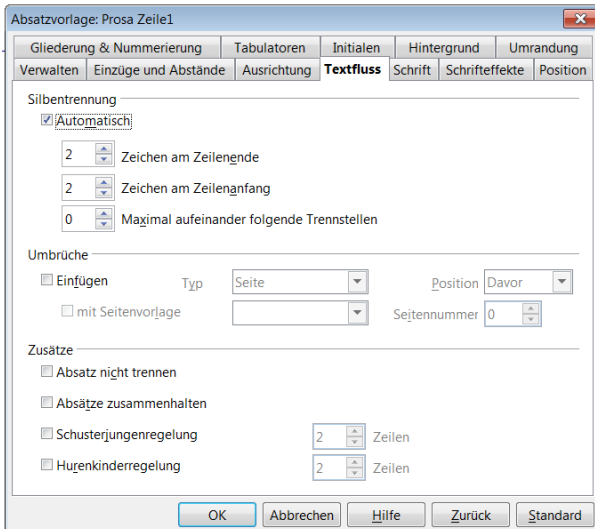 Absatzvorlage: Prosa Zeile1
Gliederung & Nummerierung Tabulatoren Initialen Hintergrund Umrandung
Verwalten Einzüge und Abstände Ausrichtung Textfluss Schrift Schrifteffekte Position
Silbentrennung
Automatisch
2 Zeichen am Zeilenende
2 Zeichen am Zeilenanfang
0 Maximal aufeinander folgende Trennstellen
Umbrüche
Einfügen Typ Seite Position Davor
mit Seitenvorlage Seitennummer 0
Zusätze
Absatz nicht trennen
Absätze zusammenhalten
Schusterjungenregelung 2 Zeilen
Hurenkinderregelung 2 Zeilen
OK Abbrechen Hilfe Zurück Standard